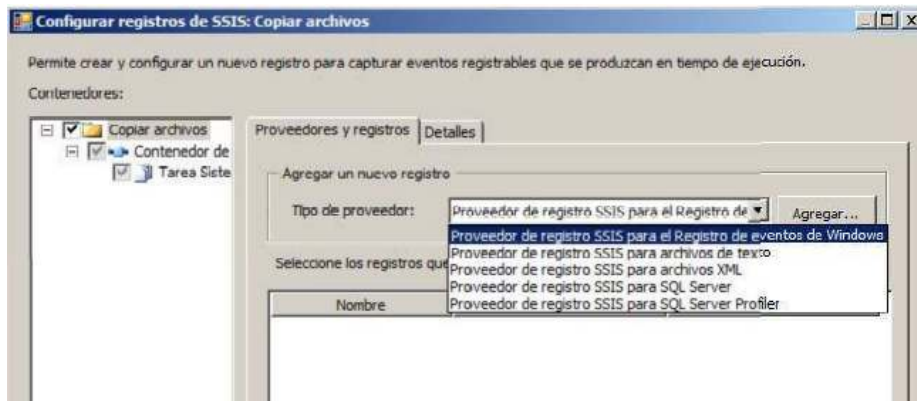 Configurar registros de SSIS: Copiar archivos
Permite crear y configurar un nuevo registro para capturar eventos registrables que se produzcan en tiempo de ejecución.
Contenedores:
Copiar archivos
Contenedor de
Tarea Siste
Proveedores y registros
Detalles
Agregar un nuevo registro
Tipo de proveedor:
Proveedor de registro SSIS para el Registro de
Agregar...
Proveedor de registro SSIS para el Registro de eventos de Windows
Proveedor de registro SSIS para archivos de texto
Proveedor de registro SSIS para archivos XML
Proveedor de registro SSIS para SQL Server
Proveedor de registro SSIS para SQL Server Profiler
Seleccione los registros que
Nombre